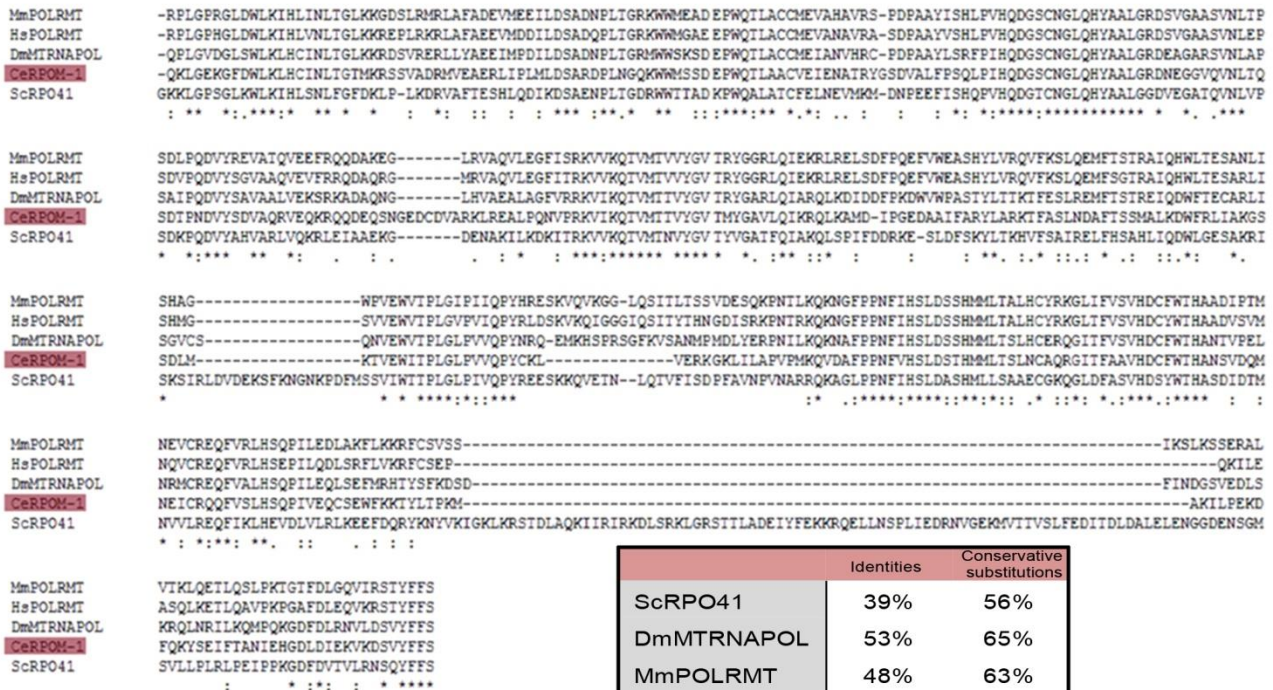 MmPOLRMT -RPLGPRGLDWLKIHLINLTGLKKGDSLRMRLAFADEVMEEILDSADNPLTGRKWWMEAD EPWQTLACCMEVAHAVRS-PDPAAYISHLPVHQDGSCNGLQHYAALGRDSVGAASVNLTP
HsPOLRMT -RPLGPHGLDWLKIHLVNLTGLKKREPLRKRLAFAEEVMDDILDSADQPLTGRKWWMGAE EPWQTLACCMEVANAVRA-SDPAAYVSHLPVHQDGSCNGLQHYAALGRDSVGAASVNLEP
DmMTRNAPOL -QPLGVDGLSWLKLHCINLTGLKKRDSVRERLLYAEEIMPDILDSADNPLTGRMWWSKSD EPWQTLACCMEIANVHRC-PDPAAYLSRFPIHQDGSCNGLQHYAALGRDEAGARSVNLAP
CeRPOM-1 -QKLGEKGFDWLKLHCINLTGTMKRSSVADRMVEAERLIPLMLDSARDPLNGQKWWMSSD EPWQTLAACVEIENATRYGSDVALFPSQLPIHQDGSCNGLQHYAALGRDNEGGVQVNLTQ
ScRPO41 GKKLGPSGLKWLKIHLSNLFGFDKLP-LKDRVAFTESHLQDIKDSAENPLTGDRWWTTAD KPWQALATCFELNEVMKM-DNPEEFISHQPVHQDGTCNGLQHYAALGGDVEGATQVNLVP
MmPOLRMT SDLPQDVYREVATQVEEFRQQDAKEG-------LRVAQVLEGFISRKVVKQTVMTVVYGV TRYGGRLQIEKRLRELSDFPQEFVWEASHYLVRQVFKSLQEMFTSTRAIQHWLTESANLI
HsPOLRMT SDVPQDVYSGVAAQVEVFRRQDAQRG-------MRVAQVLEGFITRKVVKQTVMTVVYGV TRYGGRLQIEKRLRELSDFPQEFVWEASHYLVRQVFKSLQEMFSGTRAIQHWLTESARLI
DmMTRNAPOL SAIPQDVYSAVAALVEKSRKADAQNG-------LHVAEALAGFVRRKVIKQTVMTTVYGV TRYGARLQIARQLKDIDDFPKDWVWPASTYLTTKTFESLREMFTSTREIQDWFTECARLI
CeRPOM-1 SDTPNDVYSDVAQRVEQKRQQDEQSNGEDCDVARKLREALPQNVPRKVIKQTVMTTVYGV TMYGAVLQIKRQLKAMD-IPGEDAAIFARYLARKTFASLNDAFTSSMALKDWFRLIAKGS
ScRPO41 SDKPQDVYAHVARLVQKRLEIAAEKG-------DENAKILKDKITRKVVKQTVMTNVYGV TYVGATFQIAKQLSPIFDDRKE-SLDFSKYLTKHVFSAIRELFHSAHLIQDWLGESAKRI
MmPOLRMT SHAG------------------WPVEWVTPLGIPIIQPYHRESKVQVKGG-LQSITLTSSVDESQKPNTLKQKNGFPPNFIHSLDSSHMMLTALHCYRKGLIFVSVHDCFWTHAADIPTM
HsPOLRMT SHMG------------------SVVEWVTPLGVPVIQPYRLDSKVKQIGGGIQSITYTHNGDISRKPNTRKQKNGFPPNFIHSLDSSHMMLTALHCYRKGLTFVSVHDCYWTHAADVSVM
DmMTRNAPOL SGVCS-----------------QNVEWVTPLGLPVVQPYNRQ-EMKHSPRSGFKVSANMPMDLYERPNILKQKNAFPPNFIHSLDSSHMMLTSLHCERQGLTFVSVHDCFWTHANTVPEL
CeRPOM-1 SDLM------------------KTVEWITPLGLPVVQPYCKL--------------VERKGKLILAPVPMKQVDAFPPNFVHSLDSTHMMLTSLNCAQRGITFAAVHDCFWTHANSVDQM
ScRPO41 SKSIRLDVDEKSFKNGNKPDFMSSVIWTTPLGLPIVQPYREESKKQVETN--LQTVFISDPFAVNPVNARRQKAGLPPNFIHSLDASHMLLSAAECGKQGLDFASVHDSYWTHASDIDTM
MmPOLRMT NEVCREQFVRLHSQPILEDLAKFLKKRFCSVSS-----------------------------------------------------------------------------IKSLKSSERAL
HsPOLRMT NQVCREQFVRLHSEPILQDLSRFLVKRFCSEP-----------------------------------------------------------------------------------QKILE
DmMTRNAPOL NRMCREQFVALHSQPILEQLSEFMRHTYSFKDSD---------------------------------------------------------------------------FINDGSVEDLS
CeRPOM-1 NEICRQQFVSLHSQPIVEQCSEWFKKTYLTPKM-------------------------------------------------------------------------------AKILPEKD
ScRPO41 NVVLREQFIKLHEVDLVLRLKEEFDQRYKNYVKIGKLKRSTDLAQKIIRIRKDLSRKLGRSTTLADEIYFEKKRQELLNSPLIEDRNVGEKMVTTVSLFEDITDLDALELENGGDENSGM
MmPOLRMT VTKLQETLQSLPKTGTFDLGQVIRSTYFFS
HsPOLRMT ASQLKETLQAVPKPGAFDLEQVKRSTYFFS
DmMTRNAPOL KRQLNRILKQMPQKGDFDLRNVLDSVYFFS
CeRPOM-1 FQKYSEIFTANIEHGDLDIEKVKDSVYFFS
ScRPO41 SVLLPLRLPEIPPKGDFDVTVLRNSQYFFS
Identities Conservative substitutions
ScRPO41 39% 56%
DmMTRNAPOL 53% 65%
MmPOLRMT 48% 63%